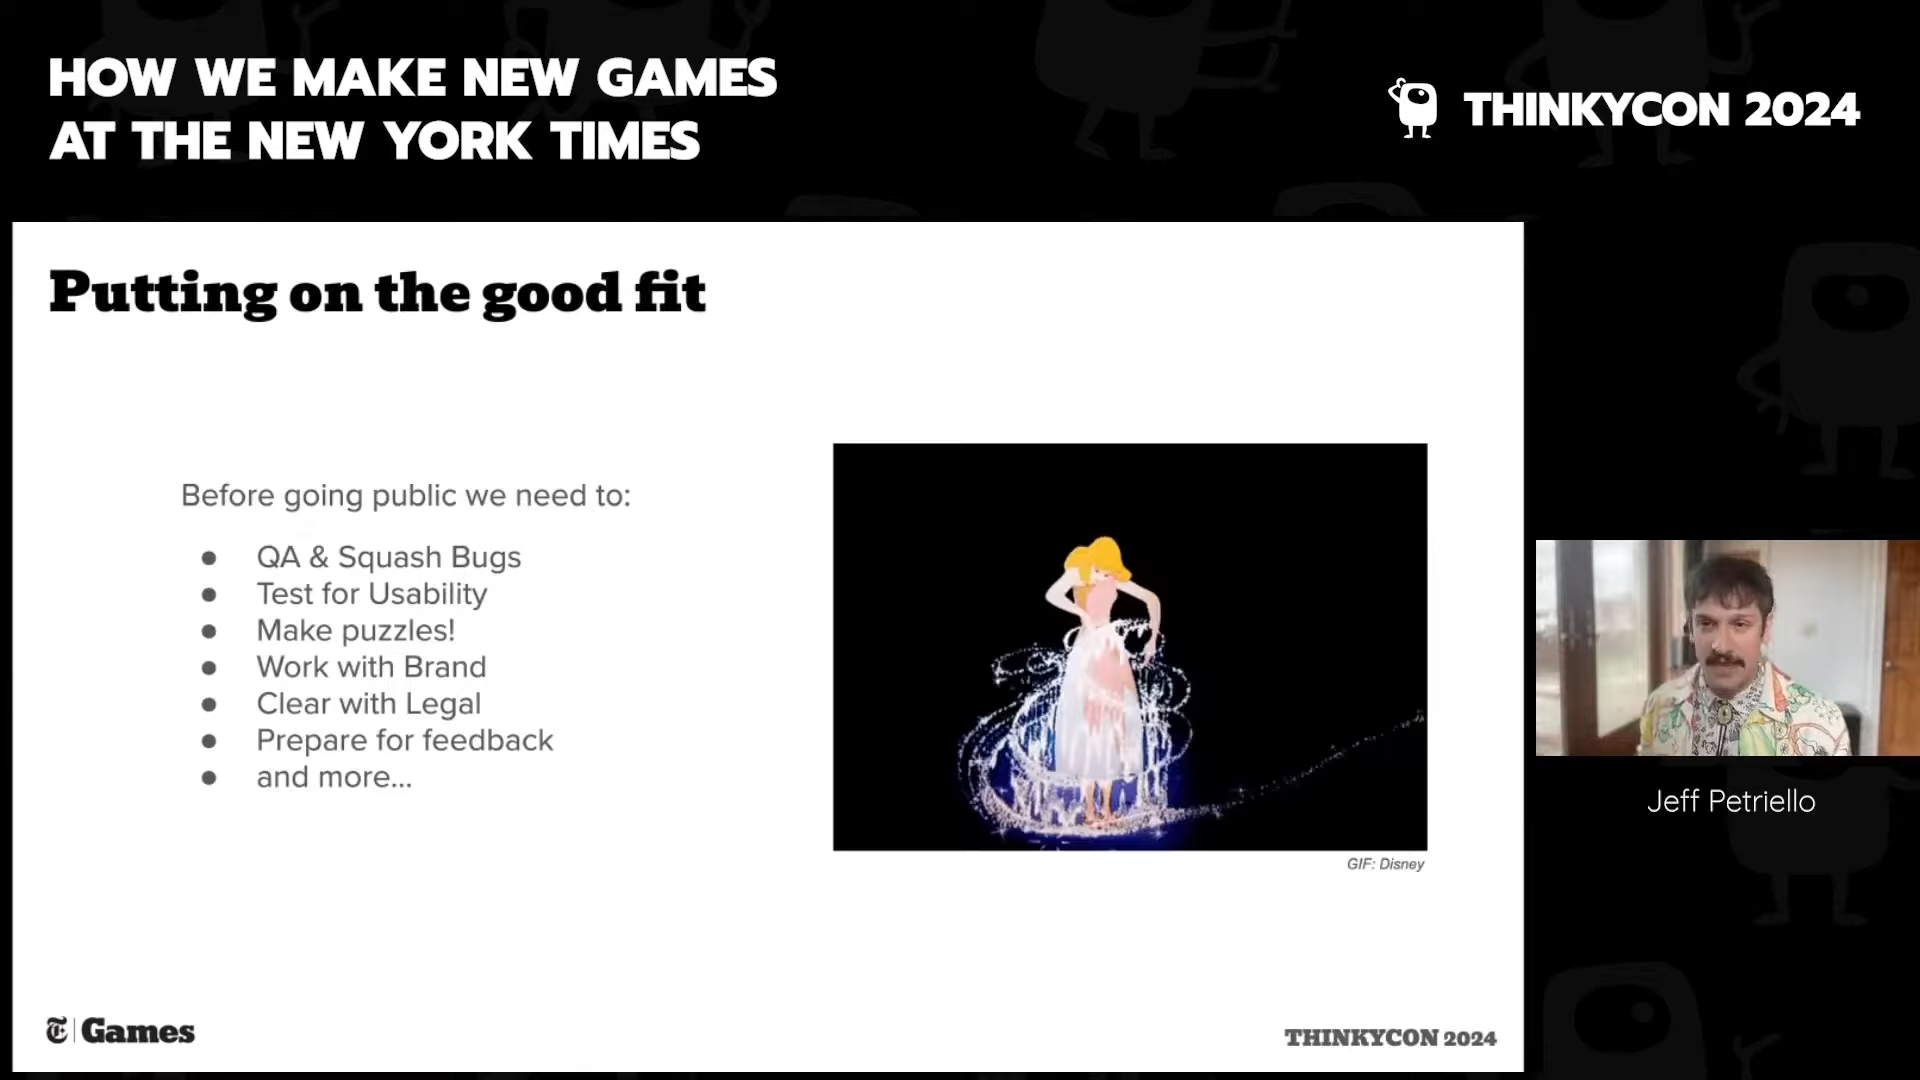 HOW WE MAKE NEW GAMES
AT THE NEW YORK TIMES
THINKYCON 2024
Putting on the good fit
Before going public we need to:
● QA & Squash Bugs
● Test for Usability
● Make puzzles!
● Work with Brand
● Clear with Legal
● Prepare for feedback
● and more...
GIF: Disney
Jeff Petriello
T | Games
THINKYCON 2024